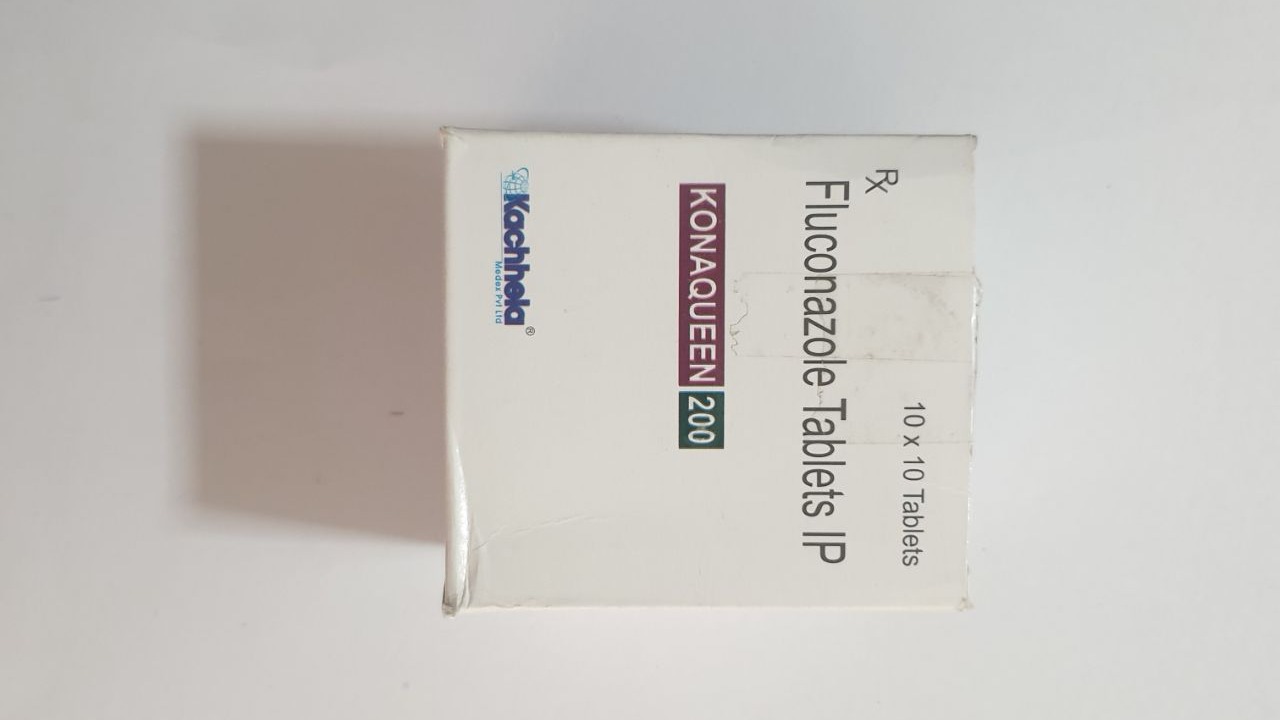 10 x 10 Tablets
Rx
Fluconazole Tablets IP
KONAQUEEN 200
Kachhela®
Medex Pvt Ltd